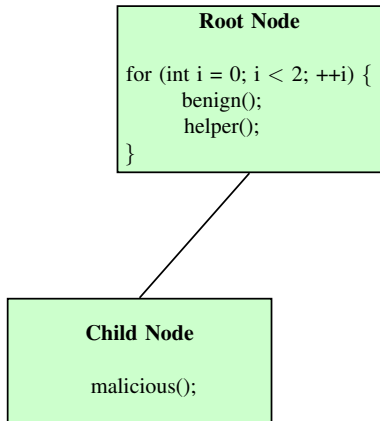 Root Node
for (int i = 0; i < 2; ++i) {
benign();
helper();
}
Child Node
malicious();